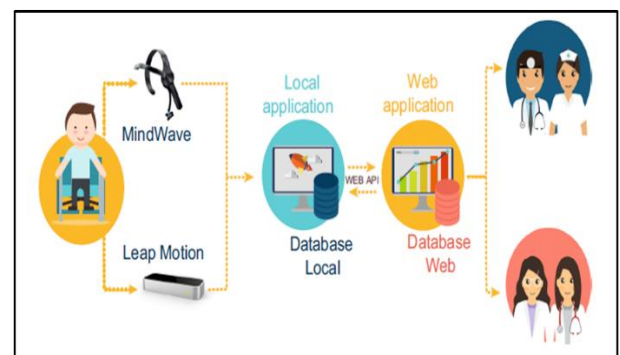 MindWave
Leap Motion
Local
application
WEB API
Database
Local
Web
application
Database
Web